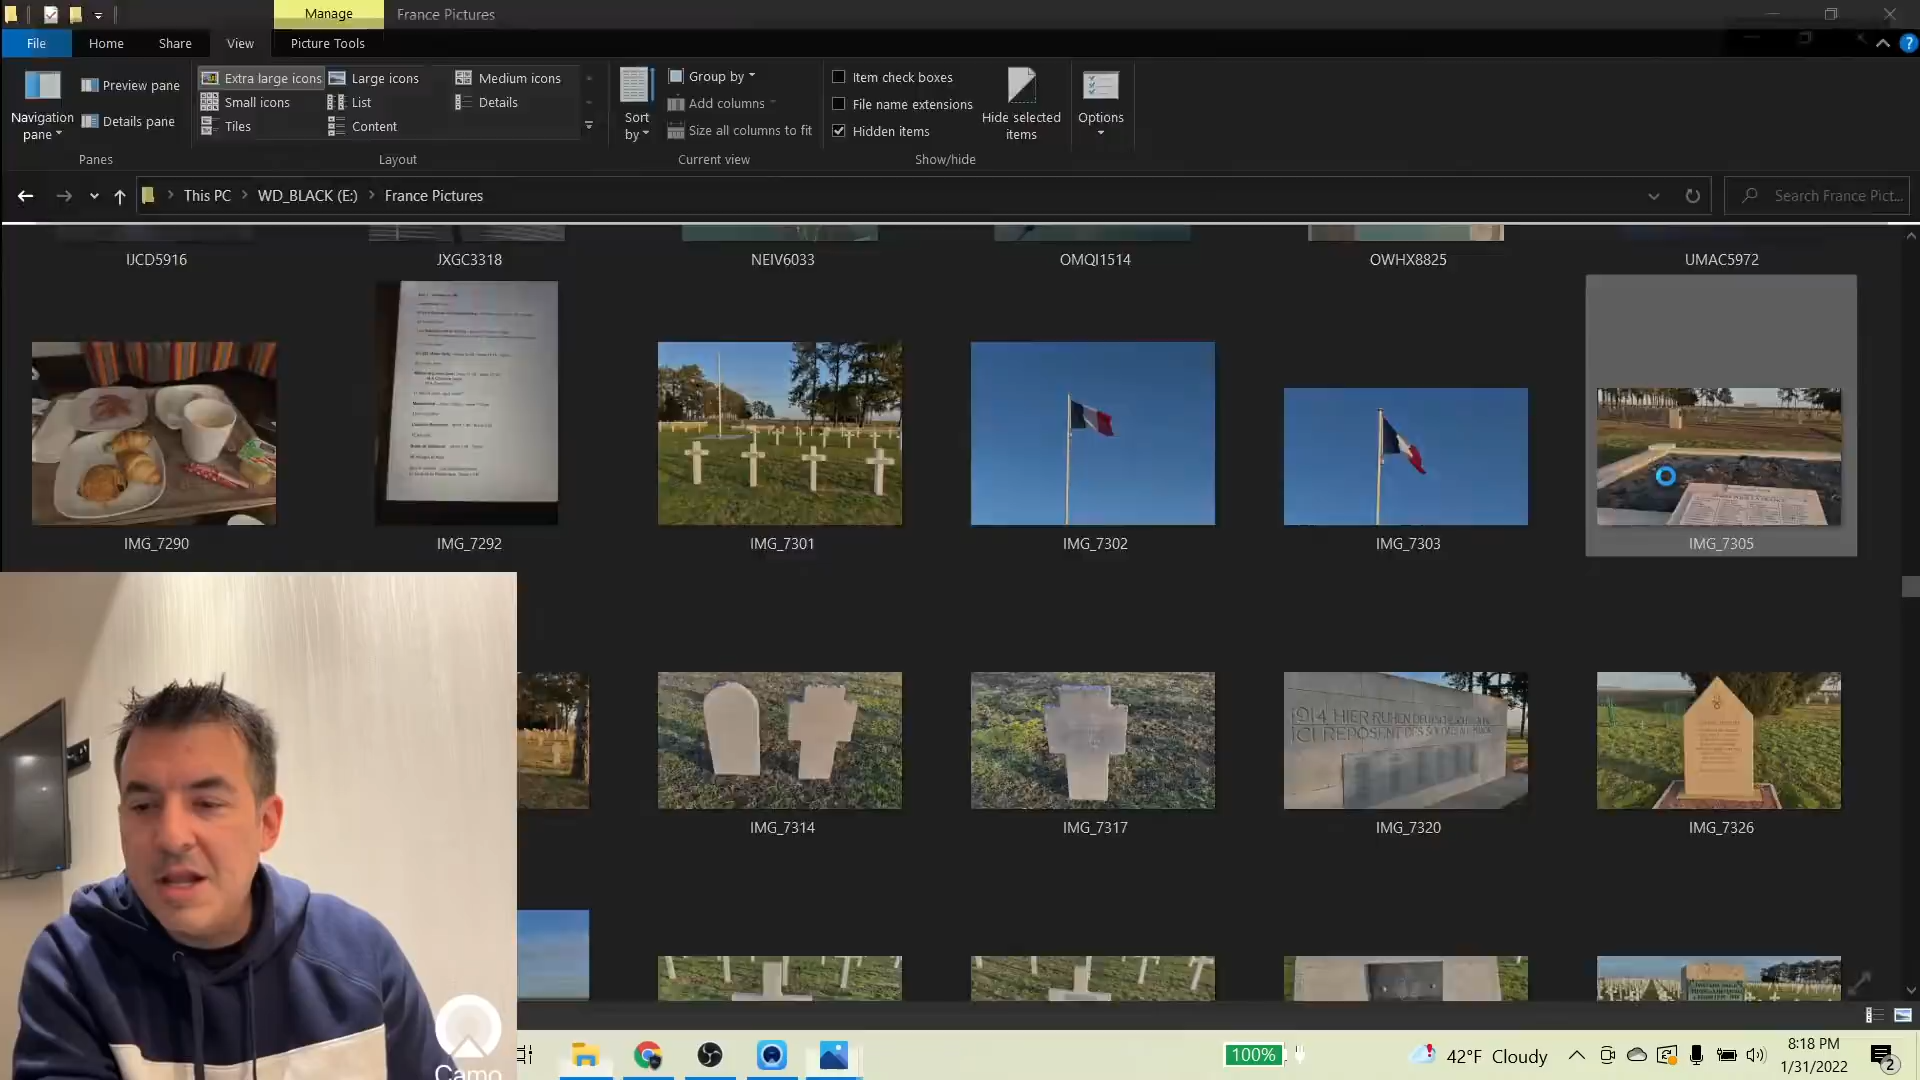 Manage
France Pictures
File
Home
Share
View
Picture Tools
Navigation pane
Preview pane
Details pane
Extra large icons
Large icons
Medium icons
Small icons
List
Details
Tiles
Content
Sort by
Group by
Add columns
Size all columns to fit
Item check boxes
File name extensions
Hidden items
Hide selected items
Options
Panes
Layout
Current view
Show/hide
This PC
WD_BLACK (E:)
France Pictures
Search France Pict...
IJCD5916
JXGC3318
NEIV6033
OMQI1514
OWHX8825
UMAC5972
IMG_7290
IMG_7292
IMG_7301
IMG_7302
IMG_7303
IMG_7305
1914 HIER RUHEN DEUTSCHE
ICI REPOSENT DES
IMG_7314
IMG_7317
IMG_7320
IMG_7326
Camo
100%
42°F Cloudy
8:18 PM
1/31/2022
2